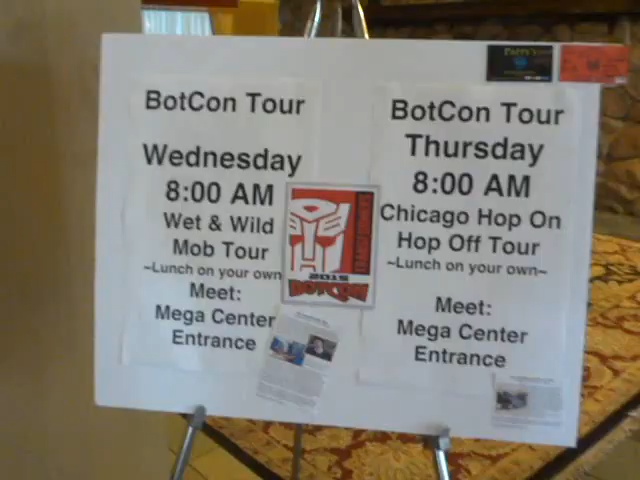 BotCon Tour
Wednesday
8:00 AM
Wet & Wild
Mob Tour
~Lunch on your own
Meet:
Mega Center
Entrance
TRANSFORMERS
2015
BOTCON
BotCon Tour
Thursday
8:00 AM
Chicago Hop On
Hop Off Tour
~Lunch on your own~
Meet:
Mega Center
Entrance